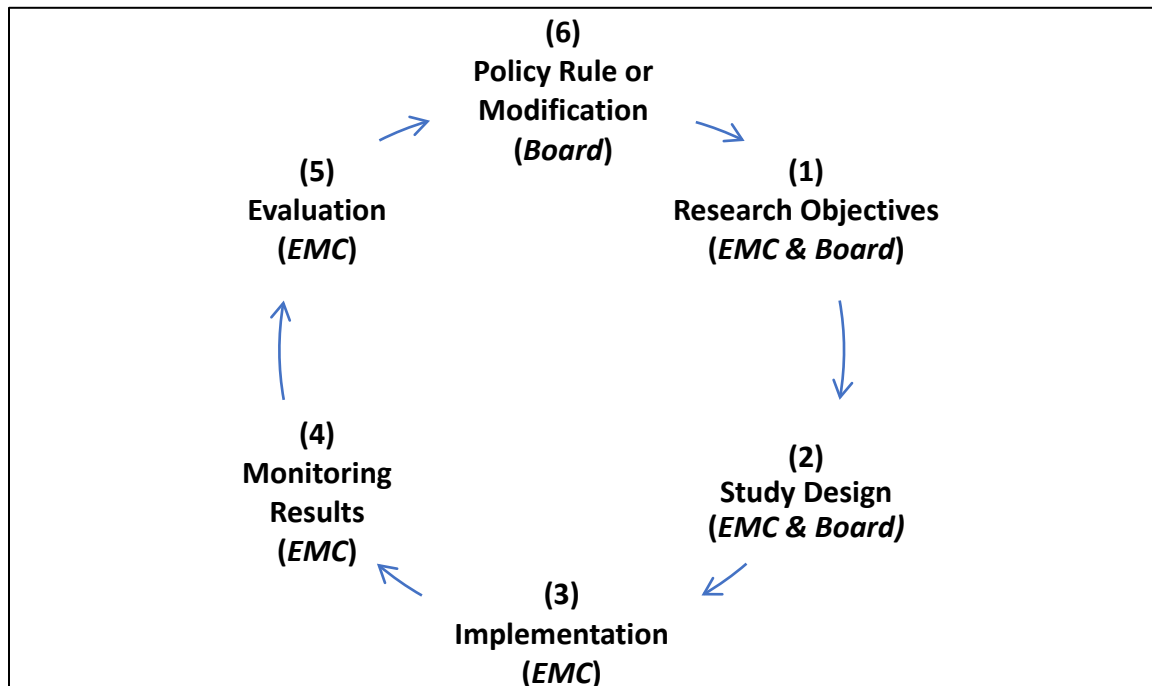 (6)
Policy Rule or
Modification
(Board)
(1)
Research Objectives
(EMC & Board)
(2)
Study Design
(EMC & Board)
(3)
Implementation
(EMC)
(4)
Monitoring
Results
(EMC)
(5)
Evaluation
(EMC)